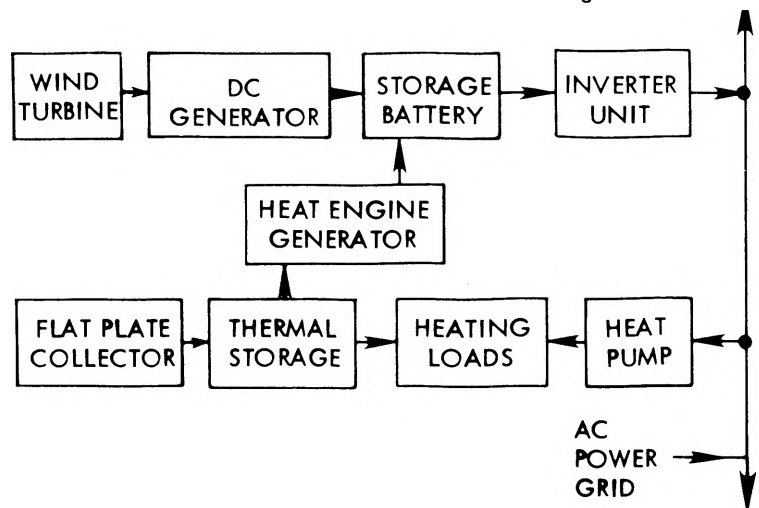 WIND
TURBINE
DC
GENERATOR
STORAGE
BATTERY
INVERTER
UNIT
HEAT ENGINE
GENERATOR
FLAT PLATE
COLLECTOR
THERMAL
STORAGE
HEATING
LOADS
HEAT
PUMP
AC
POWER
GRID